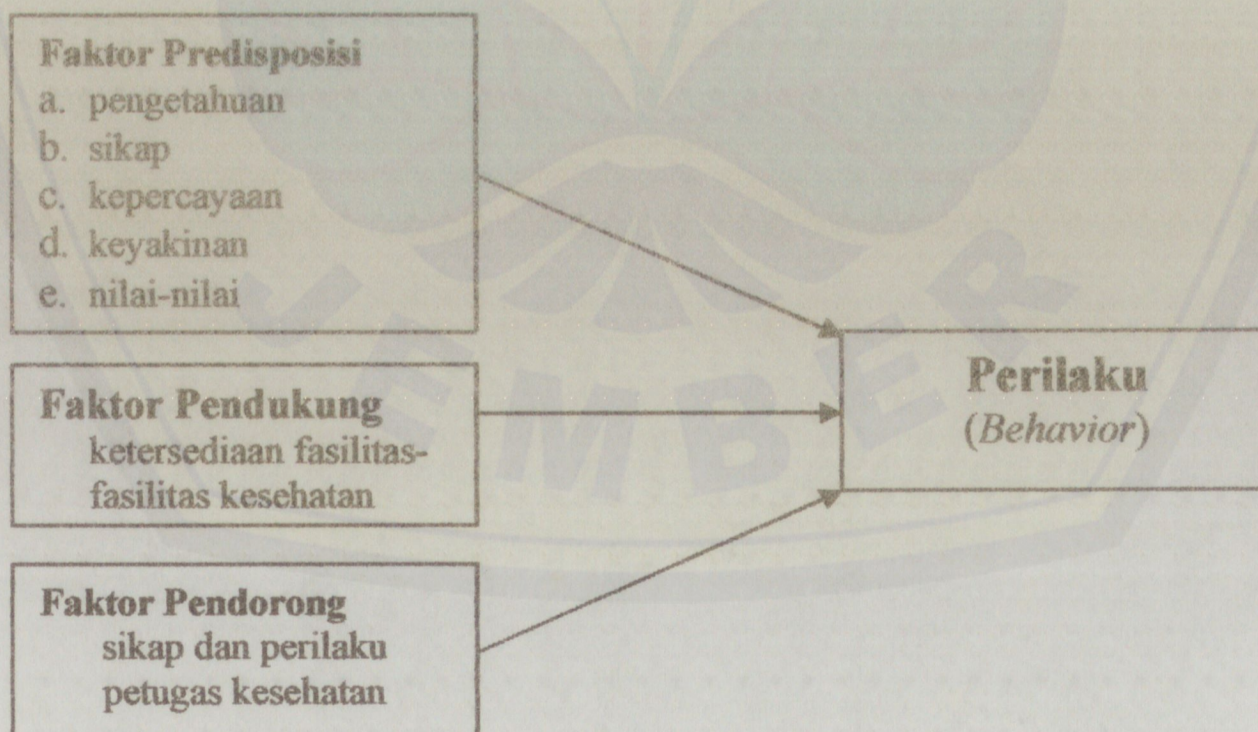 Faktor Predisposisi
a. pengetahuan
b. sikap
c. kepercayaan
d. keyakinan
e. nilai-nilai
Faktor Pendukung
ketersediaan fasilitas-
fasilitas kesehatan
Faktor Pendorong
sikap dan perilaku
petugas kesehatan
Perilaku
(Behavior)
JEMBER